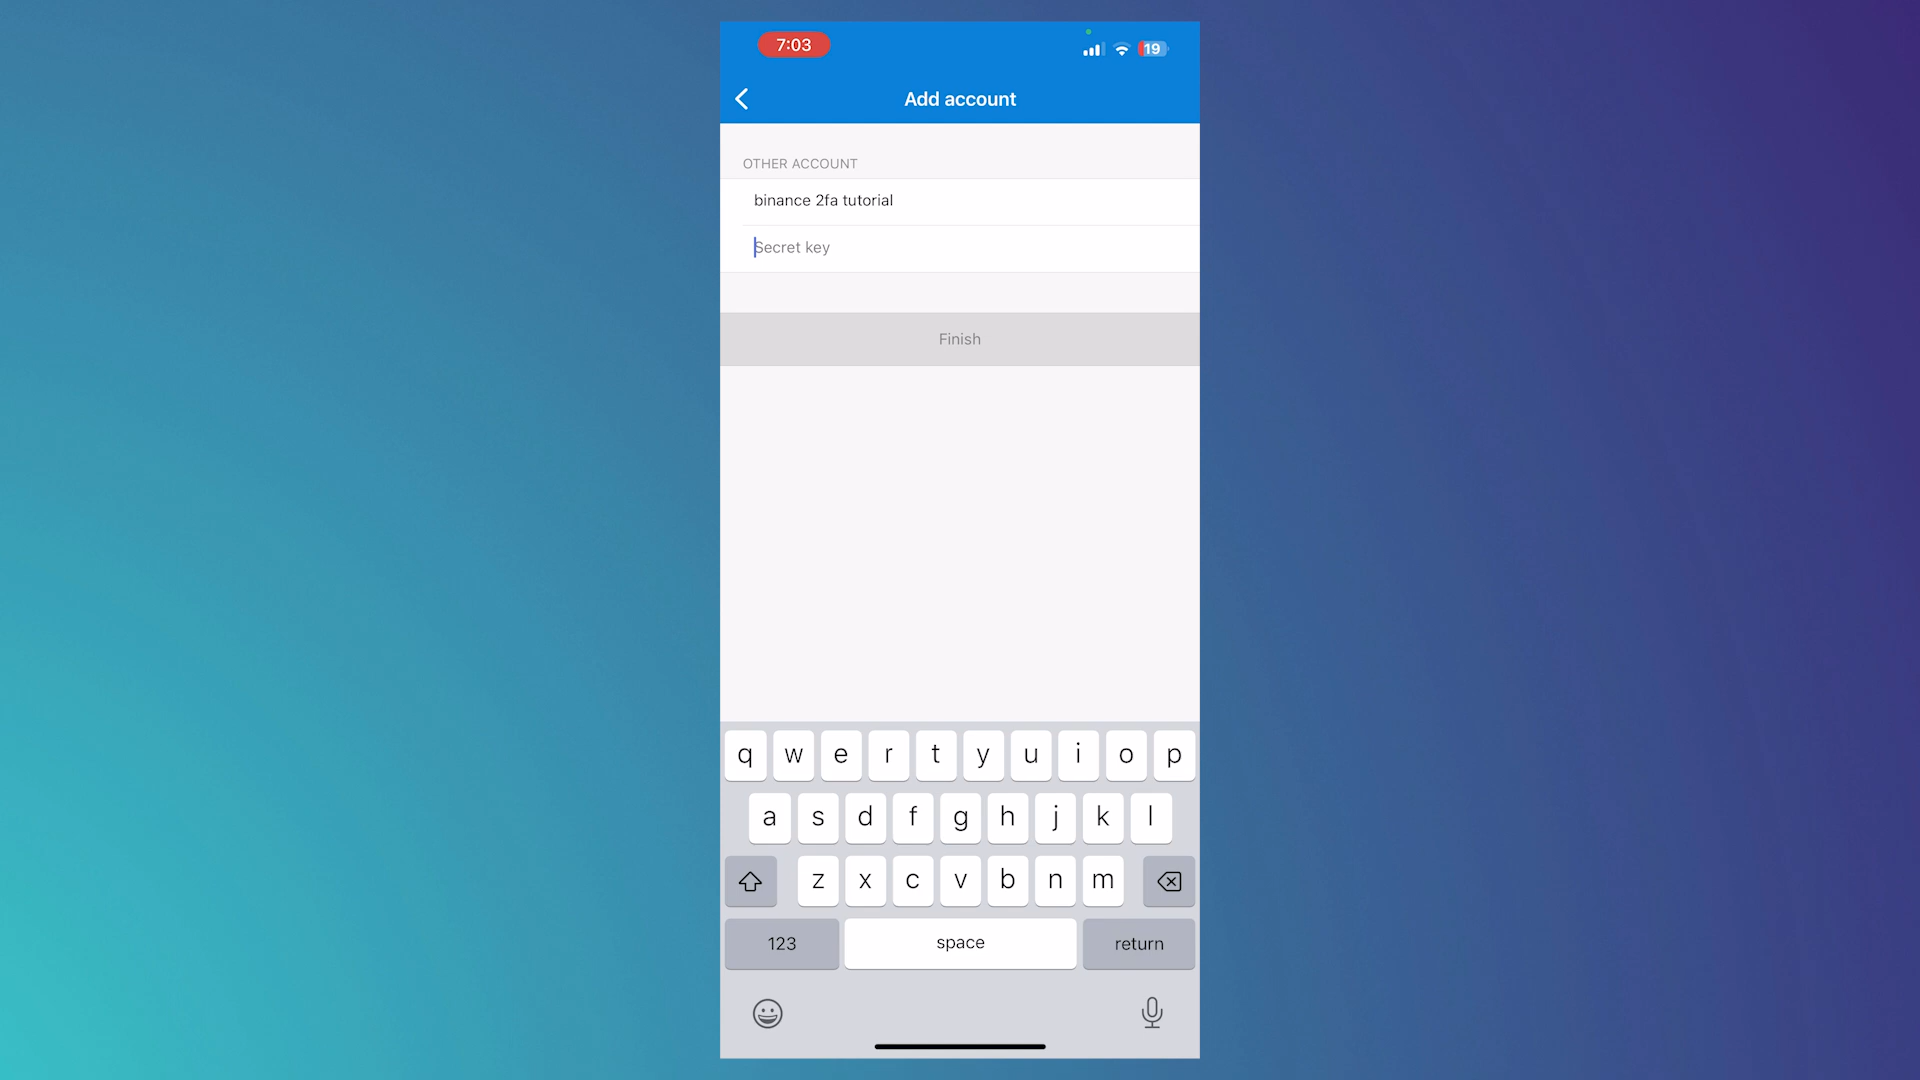 7:03
19
Add account
OTHER ACCOUNT
binance 2fa tutorial
Secret key
Finish
q w e r t y u i o p
a s d f g h j k l
z x c v b n m
123 space return